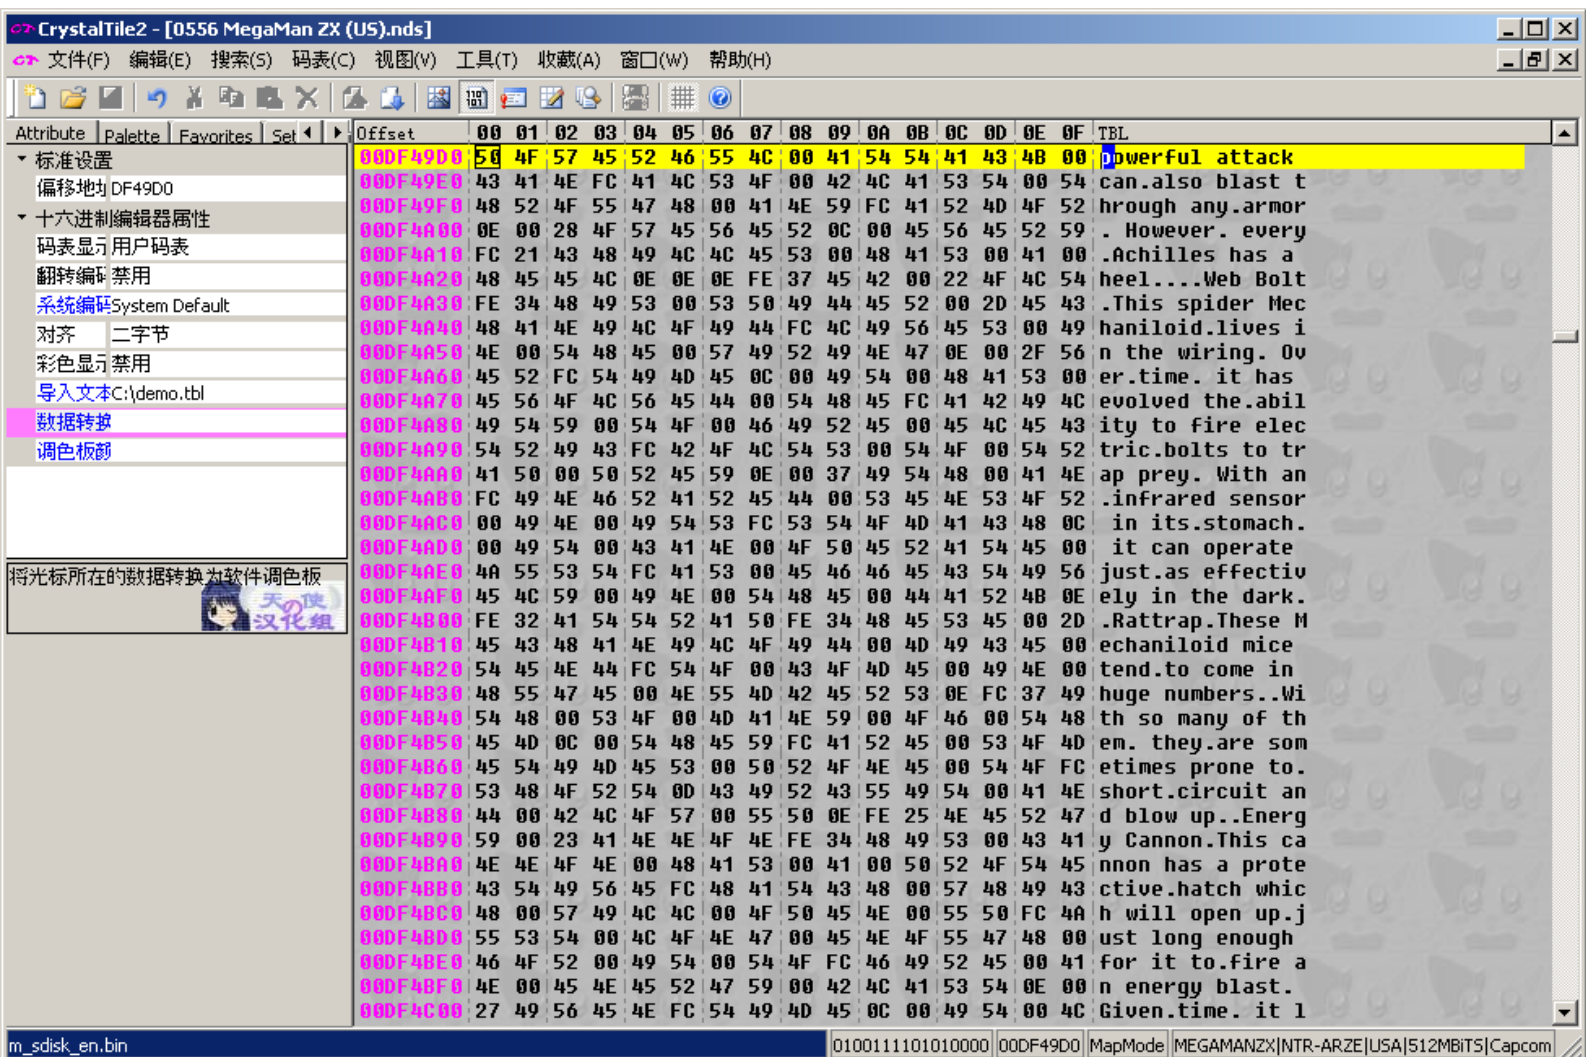 CrystalTile2 - [0556 MegaMan ZX (US).nds]
文件(F) 编辑(E) 搜索(S) 码表(C) 视图(V) 工具(T) 收藏(A) 窗口(W) 帮助(H)
Attribute Palette Favorites Set
标准设置
偏移地址 DF49D0
十六进制编辑器属性
码表显示 用户码表
翻转编码 禁用
系统编码 System Default
对齐 二字节
彩色显示 禁用
导入文本 C:\demo.tbl
数据转换
调色板颜
将光标所在的数据转换为软件调色板
天の使
汉化组
Offset 00 01 02 03 04 05 06 07 08 09 0A 0B 0C 0D 0E 0F TBL
00DF49D0 50 4F 57 45 52 46 55 4C 00 41 54 54 41 43 4B 00 powerful attack
00DF49E0 43 41 4E FC 41 4C 53 4F 00 42 4C 41 53 54 00 54 can.also blast t
00DF49F0 48 52 4F 55 47 48 00 41 4E 59 FC 41 52 4D 4F 52 hrough any.armor
00DF4A00 0E 00 28 4F 57 45 56 45 52 0C 00 45 56 45 52 59 . However. every
00DF4A10 FC 21 43 48 49 4C 4C 45 53 00 48 41 53 00 41 00 .Achilles has a
00DF4A20 48 45 45 4C 0E 0E 0E FE 37 45 42 00 22 4F 4C 54 heel....Web Bolt
00DF4A30 FE 34 48 49 53 00 53 50 49 44 45 52 00 2D 45 43 .This spider Mec
00DF4A40 48 41 4E 49 4C 4F 49 44 FC 4C 49 56 45 53 00 49 haniloid.lives i
00DF4A50 4E 00 54 48 45 00 57 49 52 49 4E 47 0E 00 2F 56 n the wiring. Ov
00DF4A60 45 52 FC 54 49 4D 45 0C 00 49 54 00 48 41 53 00 er.time. it has
00DF4A70 45 56 4F 4C 56 45 44 00 54 48 45 FC 41 42 49 4C evolved the.abil
00DF4A80 49 54 59 00 54 4F 00 46 49 52 45 00 45 4C 45 43 ity to fire elec
00DF4A90 54 52 49 43 FC 42 4F 4C 54 53 00 54 4F 00 54 52 tric.bolts to tr
00DF4AA0 41 50 00 50 52 45 59 0E 00 37 49 54 48 00 41 4E ap prey. With an
00DF4AB0 FC 49 4E 46 52 41 52 45 44 00 53 45 4E 53 4F 52 .infrared sensor
00DF4AC0 00 49 4E 00 49 54 53 FC 53 54 4F 4D 41 43 48 0C in its.stomach.
00DF4AD0 00 49 54 00 43 41 4E 00 4F 50 45 52 41 54 45 00 it can operate
00DF4AE0 4A 55 53 54 FC 41 53 00 45 46 46 45 43 54 49 56 just.as effectiv
00DF4AF0 45 4C 59 00 49 4E 00 54 48 45 00 44 41 52 4B 0E ely in the dark.
00DF4B00 FE 32 41 54 54 52 41 50 FE 34 48 45 53 45 00 2D .Rattrap.These M
00DF4B10 45 43 48 41 4E 49 4C 4F 49 44 00 4D 49 43 45 00 echaniloid mice
00DF4B20 54 45 4E 44 FC 54 4F 00 43 4F 4D 45 00 49 4E 00 tend.to come in
00DF4B30 48 55 47 45 00 4E 55 4D 42 45 52 53 0E FC 37 49 huge numbers..Wi
00DF4B40 54 48 00 53 4F 00 4D 41 4E 59 00 4F 46 00 54 48 th so many of th
00DF4B50 45 4D 0C 00 54 48 45 59 FC 41 52 45 00 53 4F 4D em. they.are som
00DF4B60 45 54 49 4D 45 53 00 50 52 4F 4E 45 00 54 4F FC etimes prone to.
00DF4B70 53 48 4F 52 54 0D 43 49 52 43 55 49 54 00 41 4E short.circuit an
00DF4B80 44 00 42 4C 4F 57 00 55 50 0E FE 25 4E 45 52 47 d blow up..Energ
00DF4B90 59 00 23 41 4E 4E 4F 4E FE 34 48 49 53 00 43 41 y Cannon.This ca
00DF4BA0 4E 4E 4F 4E 00 48 41 53 00 41 00 50 52 4F 54 45 nnon has a prote
00DF4BB0 43 54 49 56 45 FC 48 41 54 43 48 00 57 48 49 43 ctive.hatch whic
00DF4BC0 48 00 57 49 4C 4C 00 4F 50 45 4E 00 55 50 FC 4A h will open up.j
00DF4BD0 55 53 54 00 4C 4F 4E 47 00 45 4E 4F 55 47 48 00 ust long enough
00DF4BE0 46 4F 52 00 49 54 00 54 4F FC 46 49 52 45 00 41 for it to.fire a
00DF4BF0 4E 00 45 4E 45 52 47 59 00 42 4C 41 53 54 0E 00 n energy blast.
00DF4C00 27 49 56 45 4E FC 54 49 4D 45 0C 00 49 54 00 4C Given.time. it l
m_sdisk_en.bin 0100111101010000 00DF49D0 MapMode MEGAMANZX|NTR-ARZE|USA|512MBiTS|Capcom